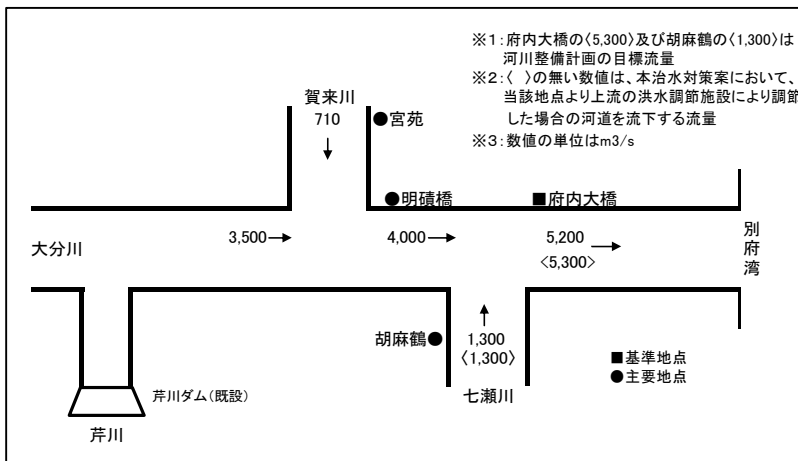 ※1：府内大橋の〈5,300〉及び胡麻鶴の〈1,300〉は
河川整備計画の目標流量
※2：〈　〉の無い数値は、本治水対策案において、
当該地点より上流の洪水調節施設により調節
した場合の河道を流下する流量
※3：数値の単位はm3/s
賀来川
710
↓
●宮苑
●明磧橋
■府内大橋
大分川
3,500→
4,000→
5,200
→
〈5,300〉
別府湾
胡麻鶴●
↑
1,300
〈1,300〉
七瀬川
■基準地点
●主要地点
芹川ダム（既設）
芹川